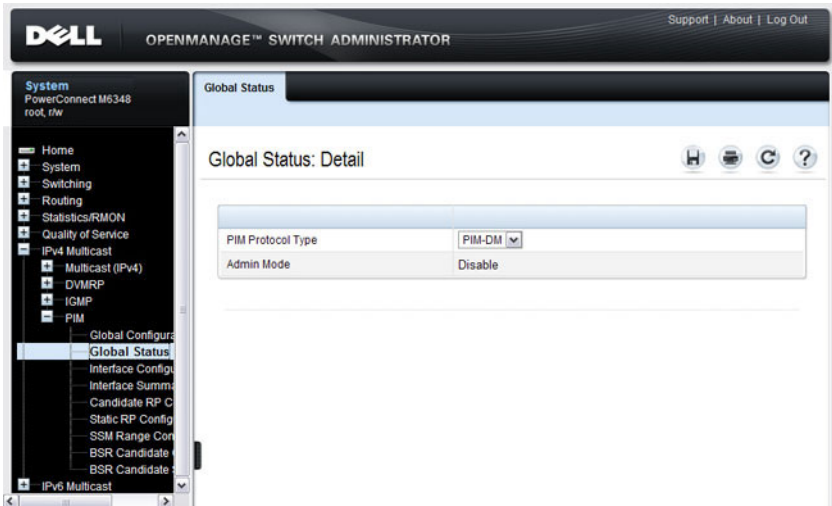 Support | About | Log Out
DELL
OPENMANAGE™ SWITCH ADMINISTRATOR
System
PowerConnect M6348
root, r/w
Global Status
Home
System
Switching
Routing
Statistics/RMON
Quality of Service
IPv4 Multicast
Multicast (IPv4)
DVMRP
IGMP
PIM
Global Configura
Global Status
Interface Configu
Interface Summa
Candidate RP C
Static RP Config
SSM Range Con
BSR Candidate
BSR Candidate
IPv6 Multicast
Global Status: Detail
PIM Protocol Type PIM-DM
Admin Mode Disable